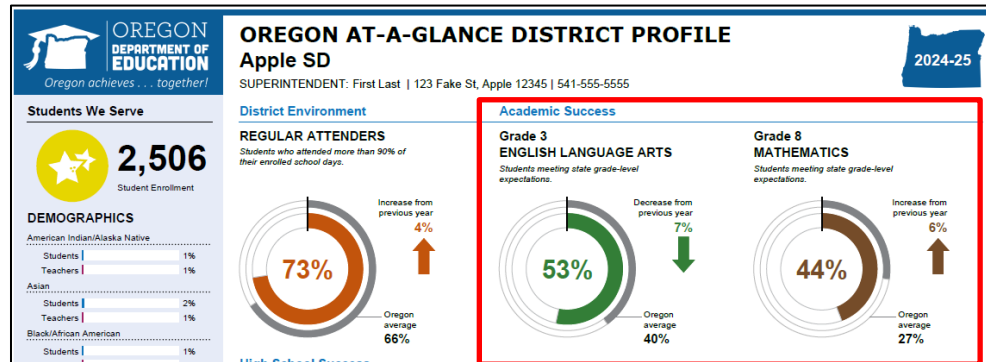 OREGON
DEPARTMENT OF
EDUCATION
Oregon achieves . . . together!
OREGON AT-A-GLANCE DISTRICT PROFILE
Apple SD
SUPERINTENDENT: First Last | 123 Fake St, Apple 12345 | 541-555-5555
2024-25
Students We Serve
2,506
Student Enrollment
DEMOGRAPHICS
American Indian/Alaska Native
Students 1%
Teachers 1%
Asian
Students 2%
Teachers 1%
Black/African American
Students 1%
District Environment
REGULAR ATTENDERS
Students who attended more than 90% of
their enrolled school days.
Increase from
previous year
4%
73%
Oregon
average
66%
High School Success
Academic Success
Grade 3
ENGLISH LANGUAGE ARTS
Students meeting state grade-level
expectations.
Decrease from
previous year
7%
53%
Oregon
average
40%
Grade 8
MATHEMATICS
Students meeting state grade-level
expectations.
Increase from
previous year
6%
44%
Oregon
average
27%